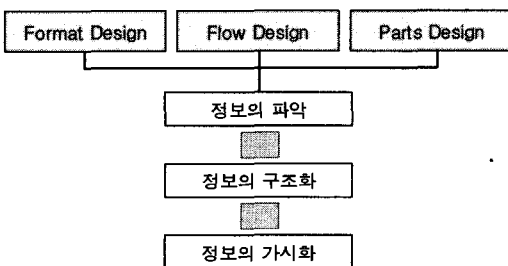 Format Design
Flow Design
Parts Design
정보의 파악
정보의 구조화
정보의 가시화